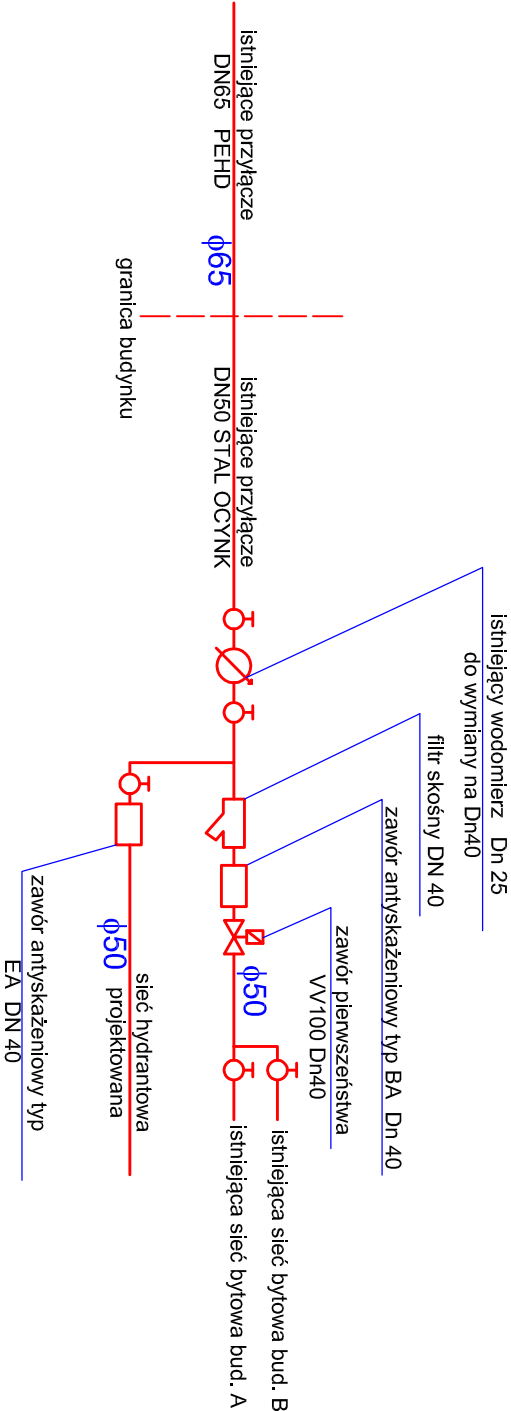 istniejące przyłącze
DN65 PEHD
ϕ65
granica budynku
istniejące przyłącze
DN50 STAL OCYNK
istniejący wodomierz Dn 25
do wymiany na Dn40
filtr skośny DN 40
zawór antyskażeniowy typ BA Dn 40
zawór pierwszeństwa
VV100 Dn40
ϕ50
istniejąca sieć bytowa bud. B
istniejąca sieć bytowa bud. A
sieć hydrantowa
projektowana
ϕ50
zawór antyskażeniowy typ
EA DN 40